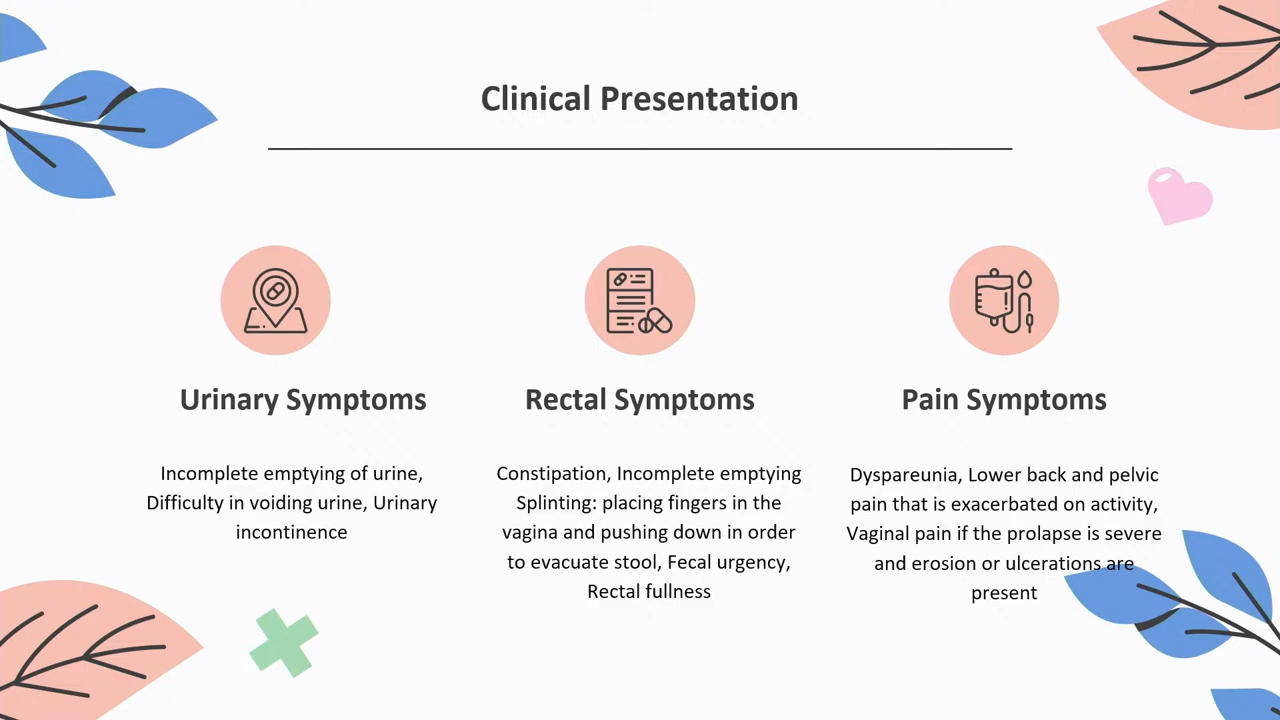 Clinical Presentation
Urinary Symptoms
Incomplete emptying of urine,
Difficulty in voiding urine, Urinary
incontinence
Rectal Symptoms
Constipation, Incomplete emptying
Splinting: placing fingers in the
vagina and pushing down in order
to evacuate stool, Fecal urgency,
Rectal fullness
Pain Symptoms
Dyspareunia, Lower back and pelvic
pain that is exacerbated on activity,
Vaginal pain if the prolapse is severe
and erosion or ulcerations are
present